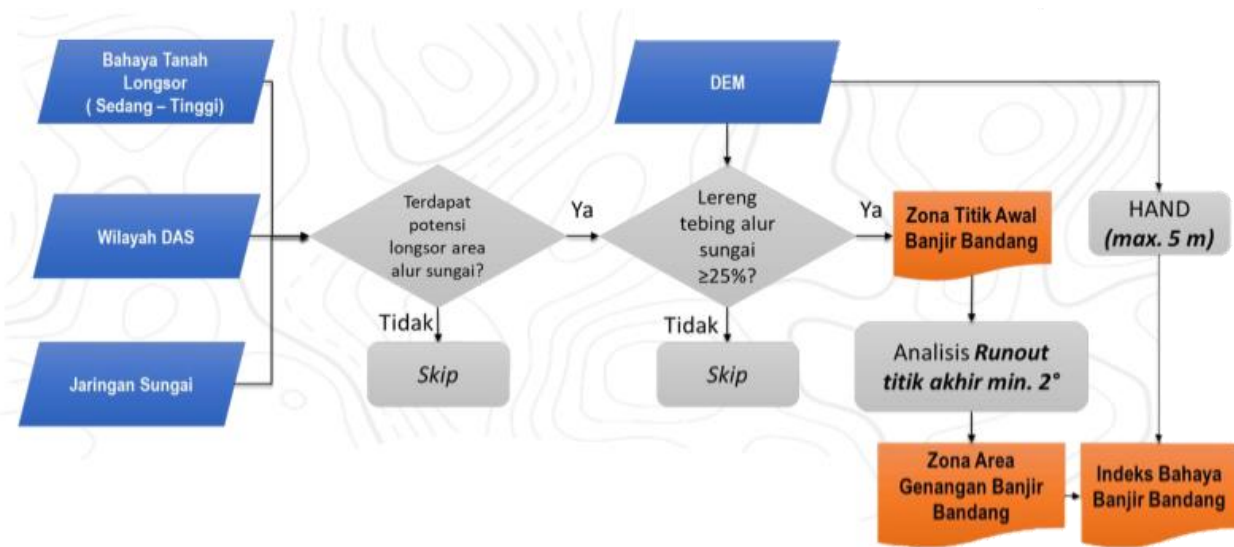 Bahaya Tanah
Longsor
( Sedang – Tinggi)
Wilayah DAS
Jaringan Sungai
Terdapat
potensi
longsor area
alur sungai?
Ya
Tidak
Skip
DEM
Lereng
tebing alur
sungai
≥25%?
Ya
Tidak
Skip
Zona Titik Awal
Banjir Bandang
Analisis Runout
titik akhir min. 2°
Zona Area
Genangan Banjir
Bandang
HAND
(max. 5 m)
Indeks Bahaya
Banjir Bandang